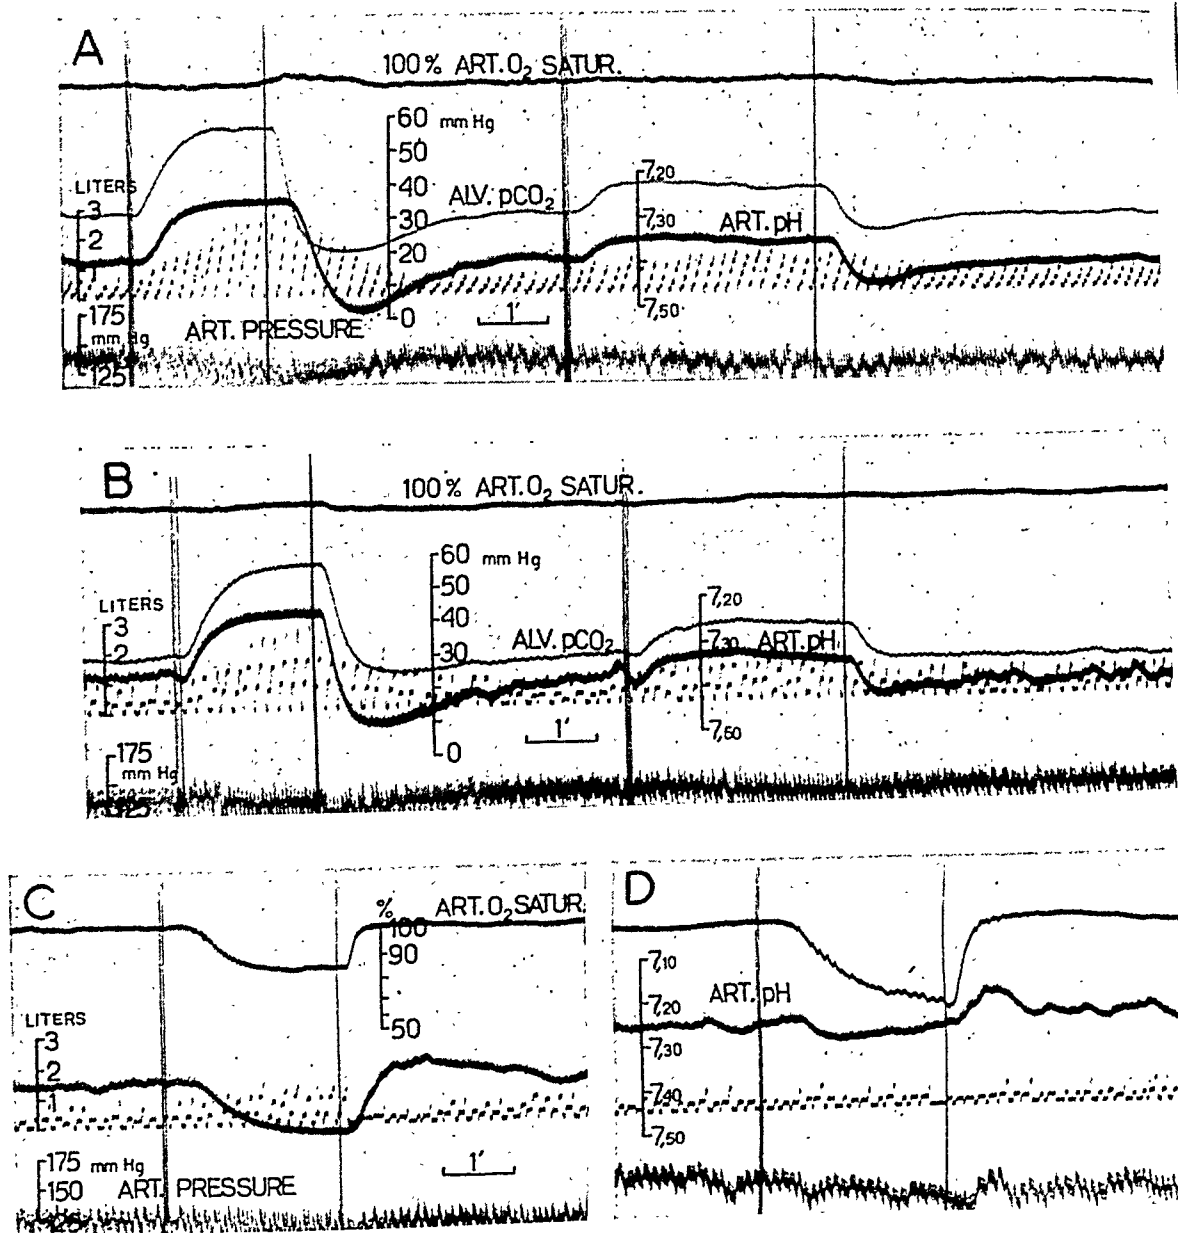 A
100% ART. O2 SATUR.
60 mm Hg
50
40
30
20
0
ALV. pCO2
7,20
7,30
ART. pH
7,50
LITERS
3
2
1
1'
175
mm Hg
125
ART. PRESSURE
B
100% ART. O2 SATUR.
60 mm Hg
50
40
30
0
ALV. pCO2
7,20
7,30 ART. pH
7,50
LITERS
3
2
1'
175
mm Hg
C
% ART. O2 SATUR.
100
90
50
LITERS
3
2
1
1'
175 mm Hg
150 ART. PRESSURE
125
D
7,10
ART. pH
7,20
7,30
7,40
7,50